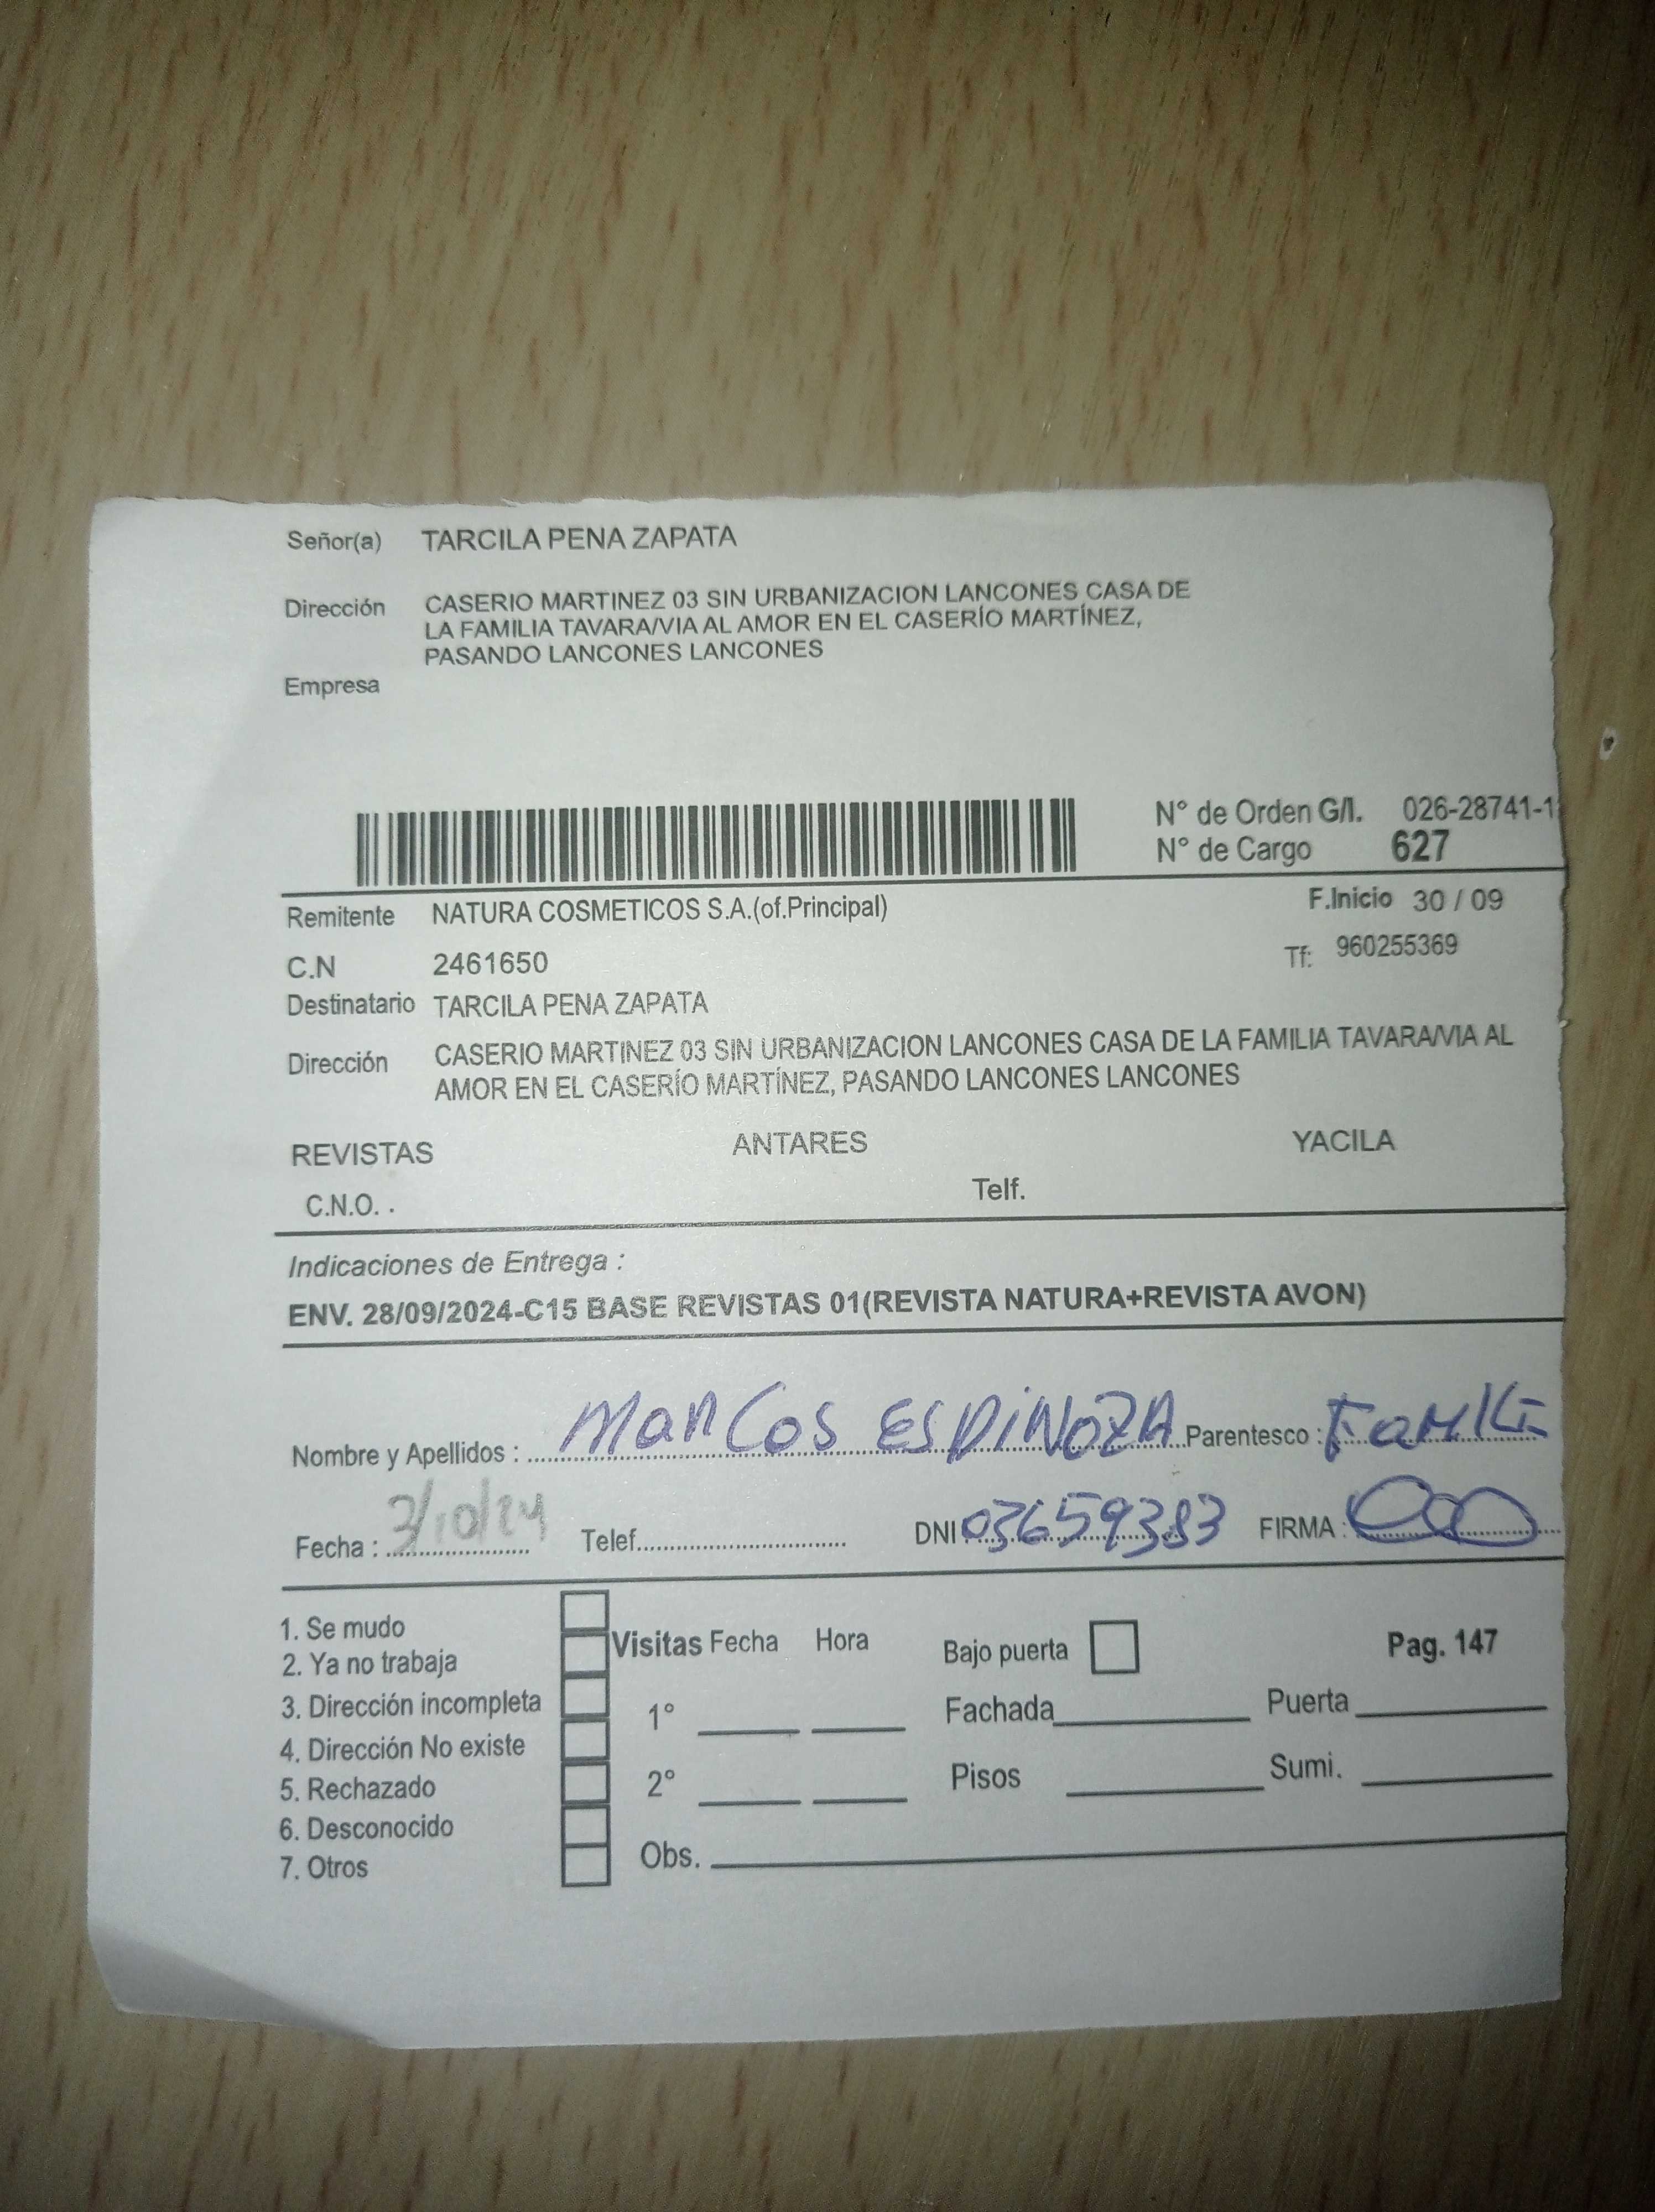 Señor(a) TARCILA PENA ZAPATA
Dirección CASERIO MARTINEZ 03 SIN URBANIZACION LANCONES CASA DE
LA FAMILIA TAVARA/VIA AL AMOR EN EL CASERÍO MARTÍNEZ,
PASANDO LANCONES LANCONES
Empresa
N° de Orden G/I. 026-28741-1
N° de Cargo 627
Remitente NATURA COSMETICOS S.A.(of.Principal) F.Inicio 30 / 09
C.N 2461650 Tf: 960255369
Destinatario TARCILA PENA ZAPATA
Dirección CASERIO MARTINEZ 03 SIN URBANIZACION LANCONES CASA DE LA FAMILIA TAVARA/VIA AL
AMOR EN EL CASERÍO MARTÍNEZ, PASANDO LANCONES LANCONES
REVISTAS ANTARES YACILA
C.N.O. . Telf.
Indicaciones de Entrega :
ENV. 28/09/2024-C15 BASE REVISTAS 01(REVISTA NATURA+REVISTA AVON)
Nombre y Apellidos : Marcos ESPINOZA Parentesco :
Fecha : 3/10/24 Telef. DNI 03659383 FIRMA :
1. Se mudo
2. Ya no trabaja Visitas Fecha Hora Bajo puerta Pag. 147
3. Dirección incompleta 1° Fachada Puerta
4. Dirección No existe
5. Rechazado 2° Pisos Sumi.
6. Desconocido
7. Otros Obs.